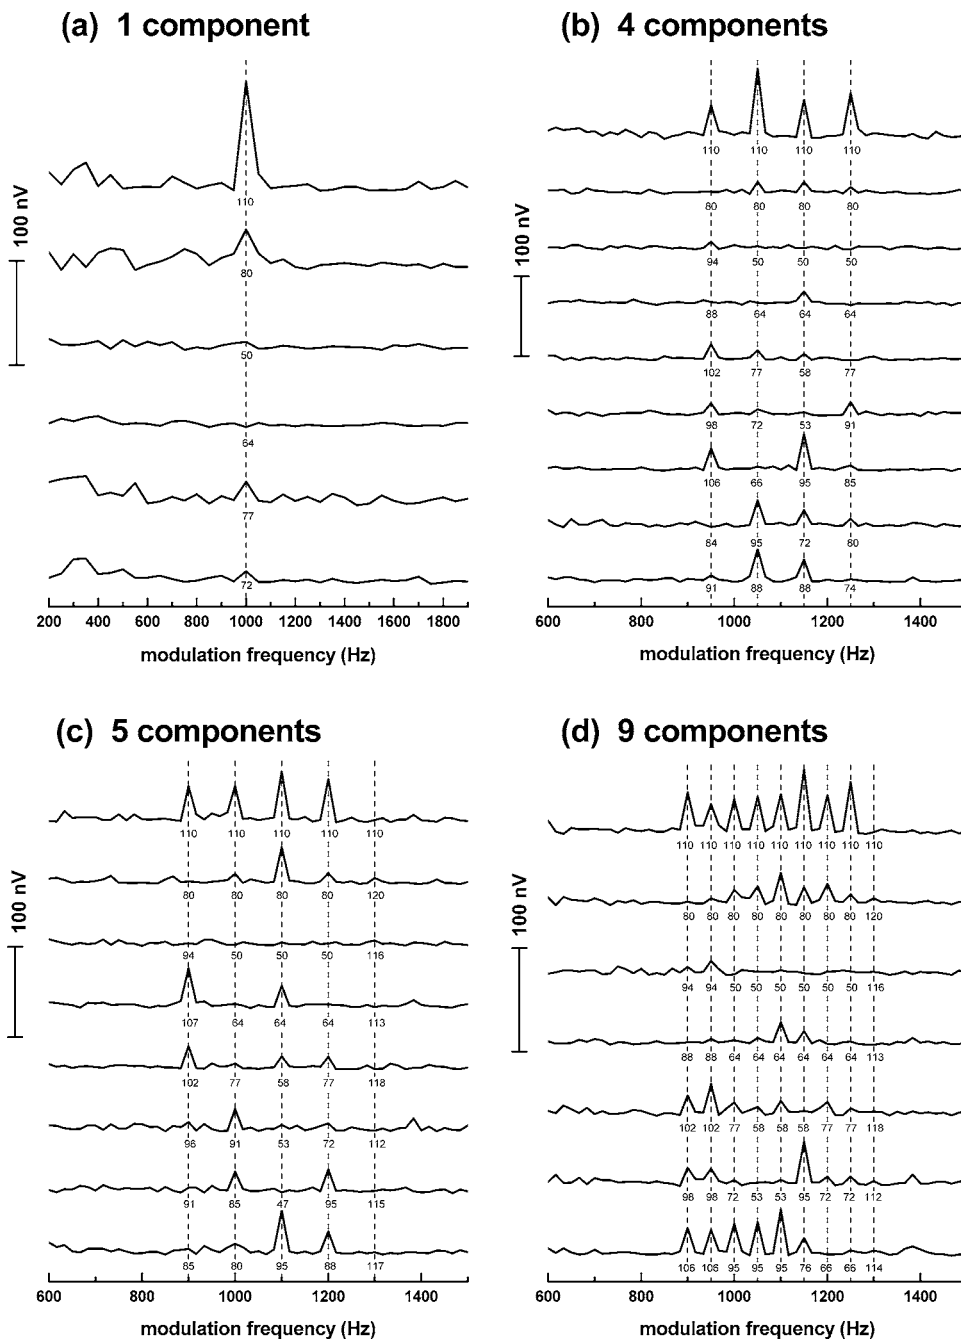 (a) 1 component
(b) 4 components
110
80
50
64
77
72
100 nV
200 400 600 800 1000 1200 1400 1600 1800
modulation frequency (Hz)
110 110 110 110
80 80 80 80
94 50 50 50
88 64 64 64
102 77 58 77
98 72 53 91
106 66 95 85
84 95 72 80
91 88 88 74
100 nV
600 800 1000 1200 1400
modulation frequency (Hz)
(c) 5 components
(d) 9 components
110 110 110 110 110
80 80 80 80 120
94 50 50 50 116
107 64 64 64 113
102 77 58 77 118
96 91 53 72 112
91 85 47 95 115
85 80 95 88 117
100 nV
600 800 1000 1200 1400
modulation frequency (Hz)
110 110 110 110 110 110 110 110 110
80 80 80 80 80 80 80 80 120
94 94 50 50 50 50 50 50 116
88 88 64 64 64 64 64 64 113
102 102 77 58 58 58 77 77 118
98 98 72 53 53 95 72 72 112
106 106 95 95 95 76 66 66 114
100 nV
600 800 1000 1200 1400
modulation frequency (Hz)